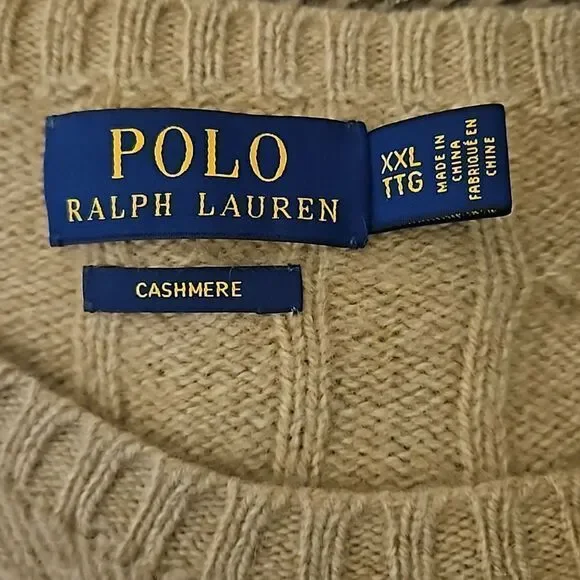 POLO
RALPH LAUREN
XXL
TTG
MADE IN
CHINA
FABRIQUÉ EN
CHINE
CASHMERE